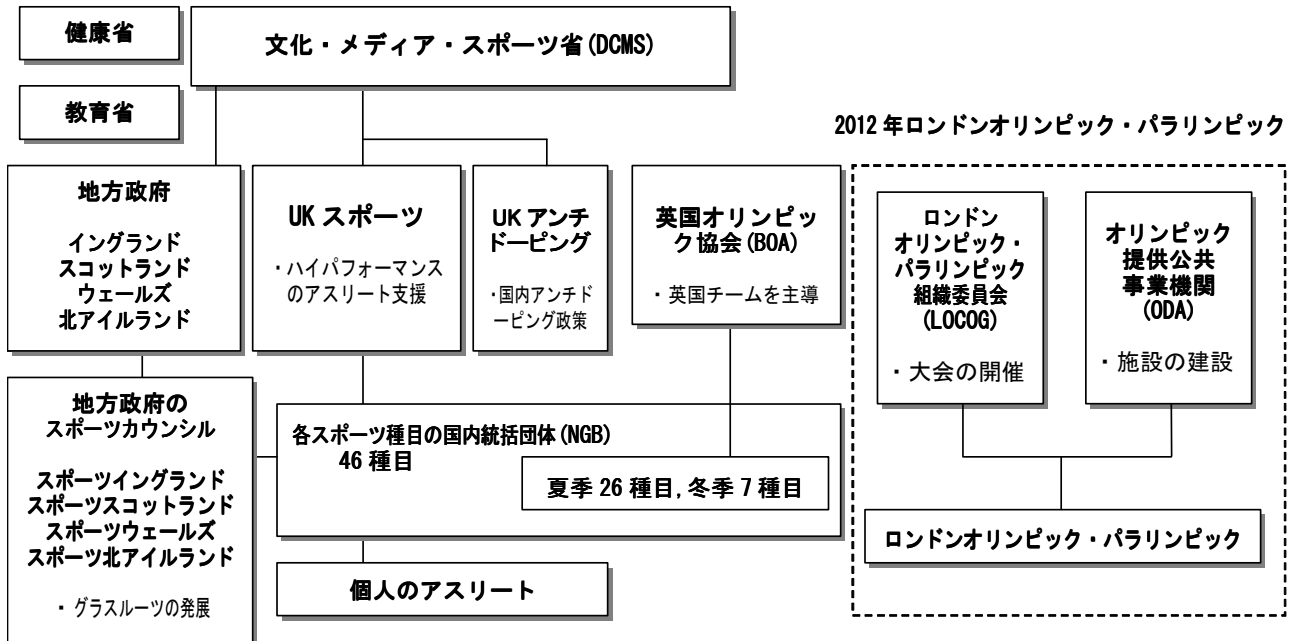 健康省
文化・メディア・スポーツ省(DCMS)
教育省
2012 年ロンドンオリンピック・パラリンピック
地方政府
イングランド
スコットランド
ウェールズ
北アイルランド
UK スポーツ
・ハイパフォーマンス
のアスリート支援
UK アンチ
ドーピング
・国内アンチド
ーピング政策
英国オリンピッ
ク協会(BOA)
・英国チームを主導
ロンドン
オリンピック・
パラリンピック
組織委員会
(LOCOG)
・大会の開催
オリンピック
提供公共
事業機関
(ODA)
・施設の建設
地方政府の
スポーツカウンシル
スポーツイングランド
スポーツスコットランド
スポーツウェールズ
スポーツ北アイルランド
・グラスルーツの発展
各スポーツ種目の国内統括団体(NGB)
46 種目
夏季 26 種目, 冬季 7 種目
個人のアスリート
ロンドンオリンピック・パラリンピック